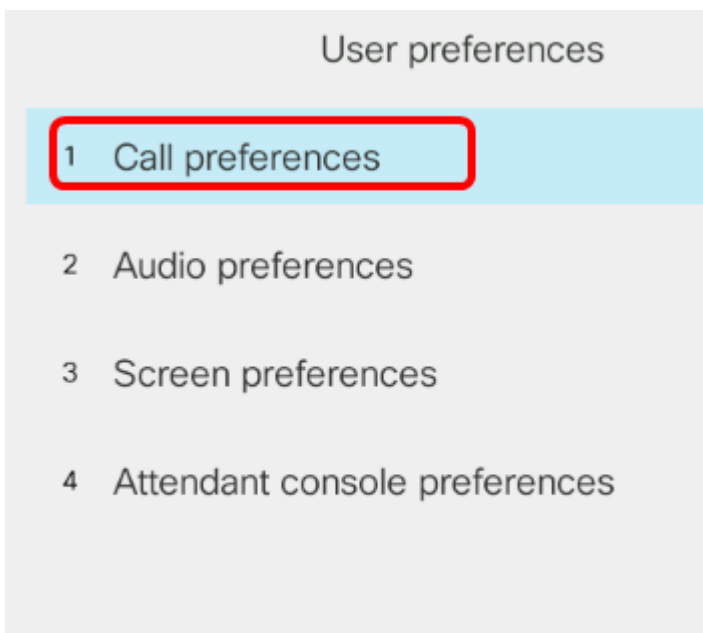 User preferences
1 Call preferences
2 Audio preferences
3 Screen preferences
4 Attendant console preferences